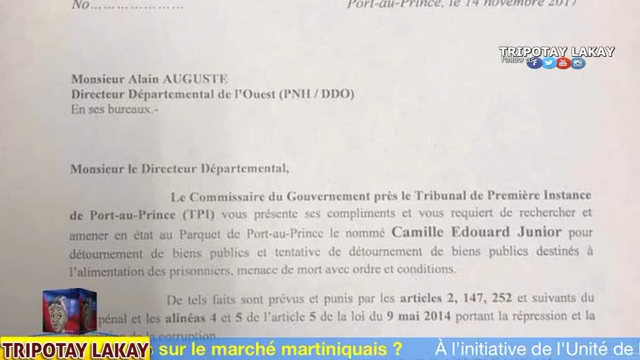 No....................
Port-au-Prince, le 14 novembre 2017
TRIPOTAY LAKAY
Monsieur Alain AUGUSTE
Directeur Départemental de l'Ouest (PNH / DDO)
En ses bureaux.-
Monsieur le Directeur Départemental,
Le Commissaire du Gouvernement près le Tribunal de Première Instance
de Port-au-Prince (TPI) vous présente ses compliments et vous requiert de rechercher et
amener en état au Parquet de Port-au-Prince le nommé Camille Edouard Junior pour
détournement de biens publics et tentative de détournement de biens publics destinés à
l'alimentation des prisonniers, menace de mort avec ordre et conditions.
De tels faits sont prévus et punis par les articles 2, 147, 252 et suivants du
pénal et les alinéas 4 et 5 de l'article 5 de la loi du 9 mai 2014 portant la répression et la
de la corruption.
TRIPOTAY LAKAY
sur le marché martiniquais ? À l'initiative de l'Unité de